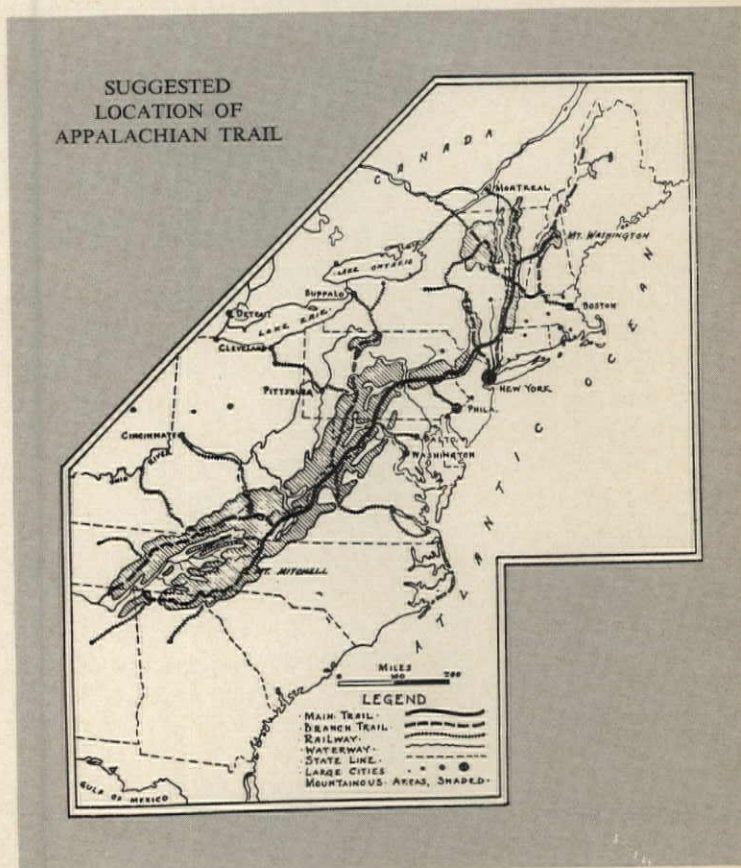 SUGGESTED
LOCATION OF
APPALACHIAN TRAIL
CANADA
MONTREAL
MT. WASHINGTON
LAKE ONTARIO
BUFFALO
BOSTON
DETROIT
LAKE ERIE
CLEVELAND
NEW YORK
PITTSBURG
PHIL.
CINCINNATI
BALTO.
WASHINGTON
OHIO RIVER
MT. MITCHELL
ATLANTIC OCEAN
MILES
0 100 200
LEGEND
MAIN TRAIL
BRANCH TRAIL
RAILWAY
WATERWAY
STATE LINE
LARGE CITIES
MOUNTAINOUS AREAS, SHADED
GULF OF MEXICO